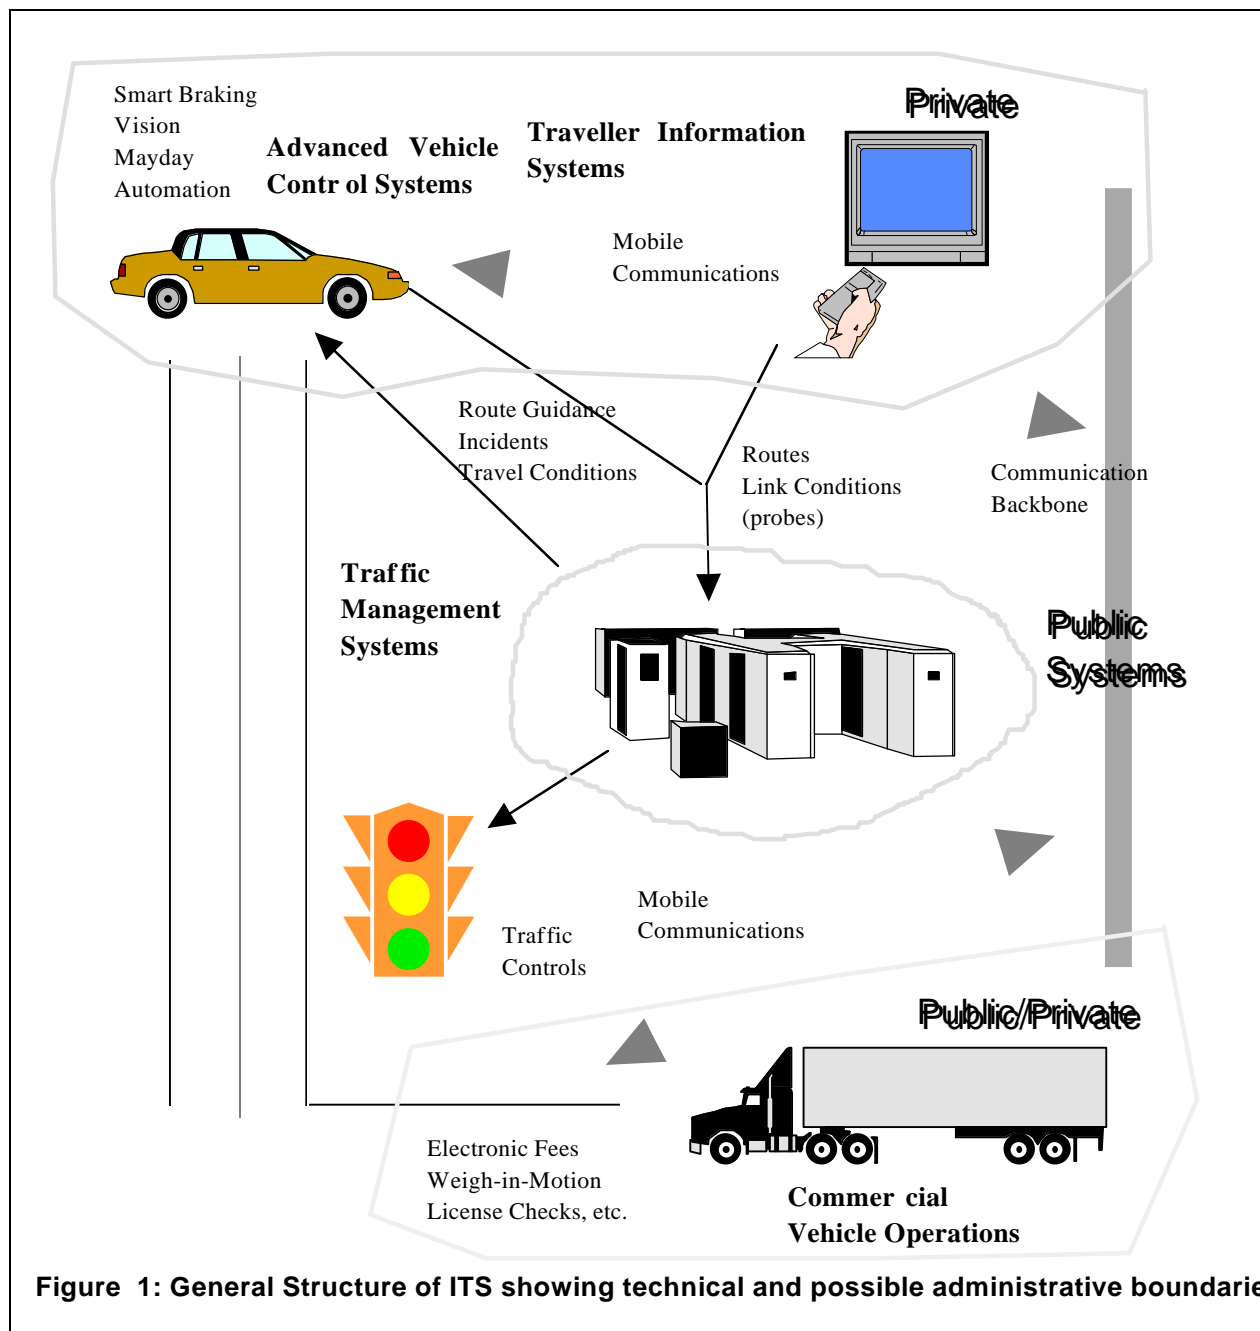 Smart Braking
Vision
Mayday
Automation
Advanced Vehicle
Contr ol Systems
Traveller Information
Systems
Private
Mobile
Communications
Route Guidance
Incidents
Travel Conditions
Routes
Link Conditions
(probes)
Communication
Backbone
Traffic
Management
Systems
Public
Systems
Traffic
Controls
Mobile
Communications
Public/Private
Electronic Fees
Weigh-in-Motion
License Checks, etc.
Commer cial
Vehicle Operations
Figure 1: General Structure of ITS showing technical and possible administrative boundarie